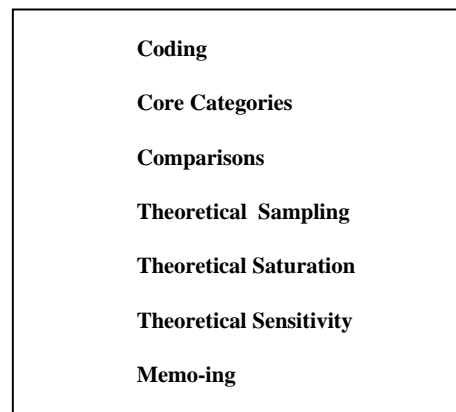 Coding
Core Categories
Comparisons
Theoretical Sampling
Theoretical Saturation
Theoretical Sensitivity
Memo-ing